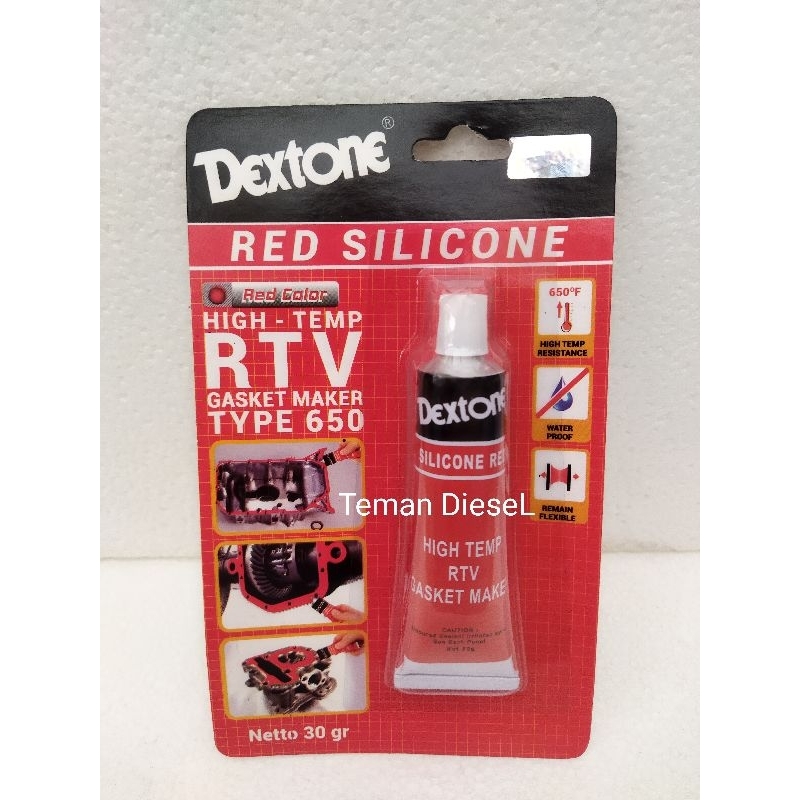 DEXTONE ®
RED SILICONE
Red Color
HIGH - TEMP
RTV
GASKET MAKER
TYPE 650
650°F
HIGH TEMP
RESISTANCE
WATER
PROOF
REMAIN
FLEXIBLE
DEXTONE
SILICONE RE
Teman DieseL
HIGH TEMP
RTV
GASKET MAKE
CAUTION :
Netto 30 gr